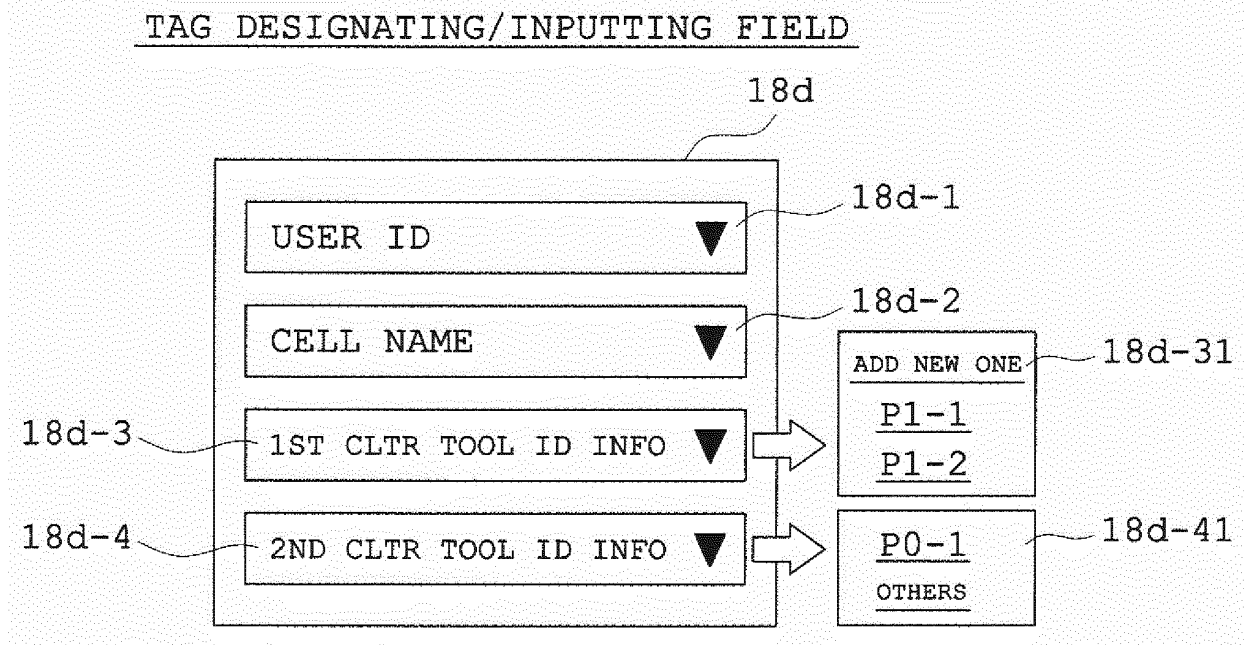 TAG DESIGNATING/INPUTTING FIELD
18d
USER ID ▼
18d-1
CELL NAME ▼
18d-2
18d-3
1ST CLTR TOOL ID INFO ▼
ADD NEW ONE
P1-1
P1-2
18d-31
18d-4
2ND CLTR TOOL ID INFO ▼
P0-1
OTHERS
18d-41